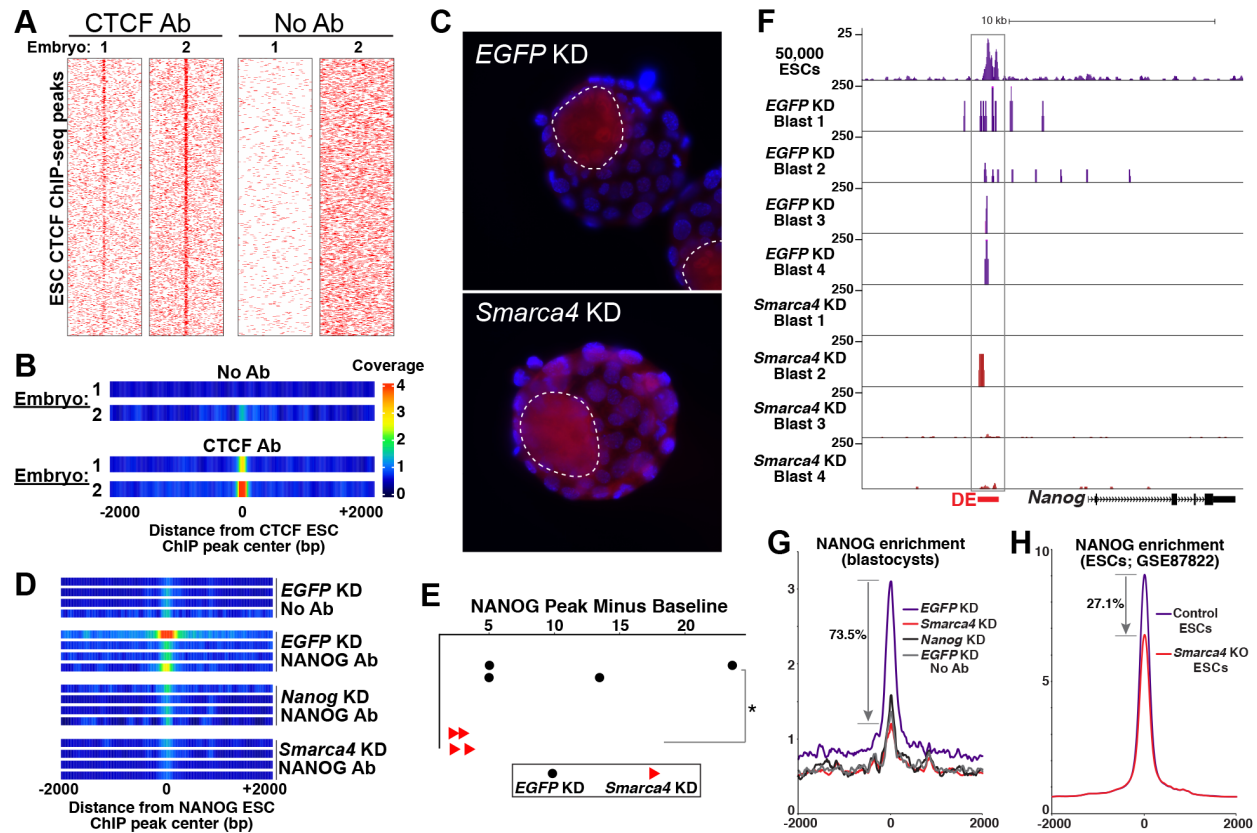 A
CTCF Ab
No Ab
Embryo: 1 2 1 2
ESC CTCF ChIP-seq peaks
B
No Ab
Coverage
Embryo: 1
2
CTCF Ab
Embryo: 1
2
4
3
2
1
0
-2000 0 +2000
Distance from CTCF ESC
ChIP peak center (bp)
C
EGFP KD
Smarca4 KD
D
EGFP KD
No Ab
EGFP KD
NANOG Ab
Nanog KD
NANOG Ab
Smarca4 KD
NANOG Ab
-2000 0 +2000
Distance from NANOG ESC
ChIP peak center (bp)
E
NANOG Peak Minus Baseline
5 10 15 20
*
EGFP KD Smarca4 KD
F
10 kb
25
50,000
ESCs
250
EGFP KD
Blast 1
250
EGFP KD
Blast 2
250
EGFP KD
Blast 3
250
EGFP KD
Blast 4
250
Smarca4 KD
Blast 1
250
Smarca4 KD
Blast 2
250
Smarca4 KD
Blast 3
250
Smarca4 KD
Blast 4
DE
Nanog
G
NANOG enrichment
(blastocysts)
3
2
1
0
73.5%
EGFP KD
Smarca4 KD
Nanog KD
EGFP KD
No Ab
-2000 0 2000
H
NANOG enrichment
(ESCs; GSE87822)
10
5
0
27.1%
Control
ESCs
Smarca4 KO
ESCs
-2000 0 2000